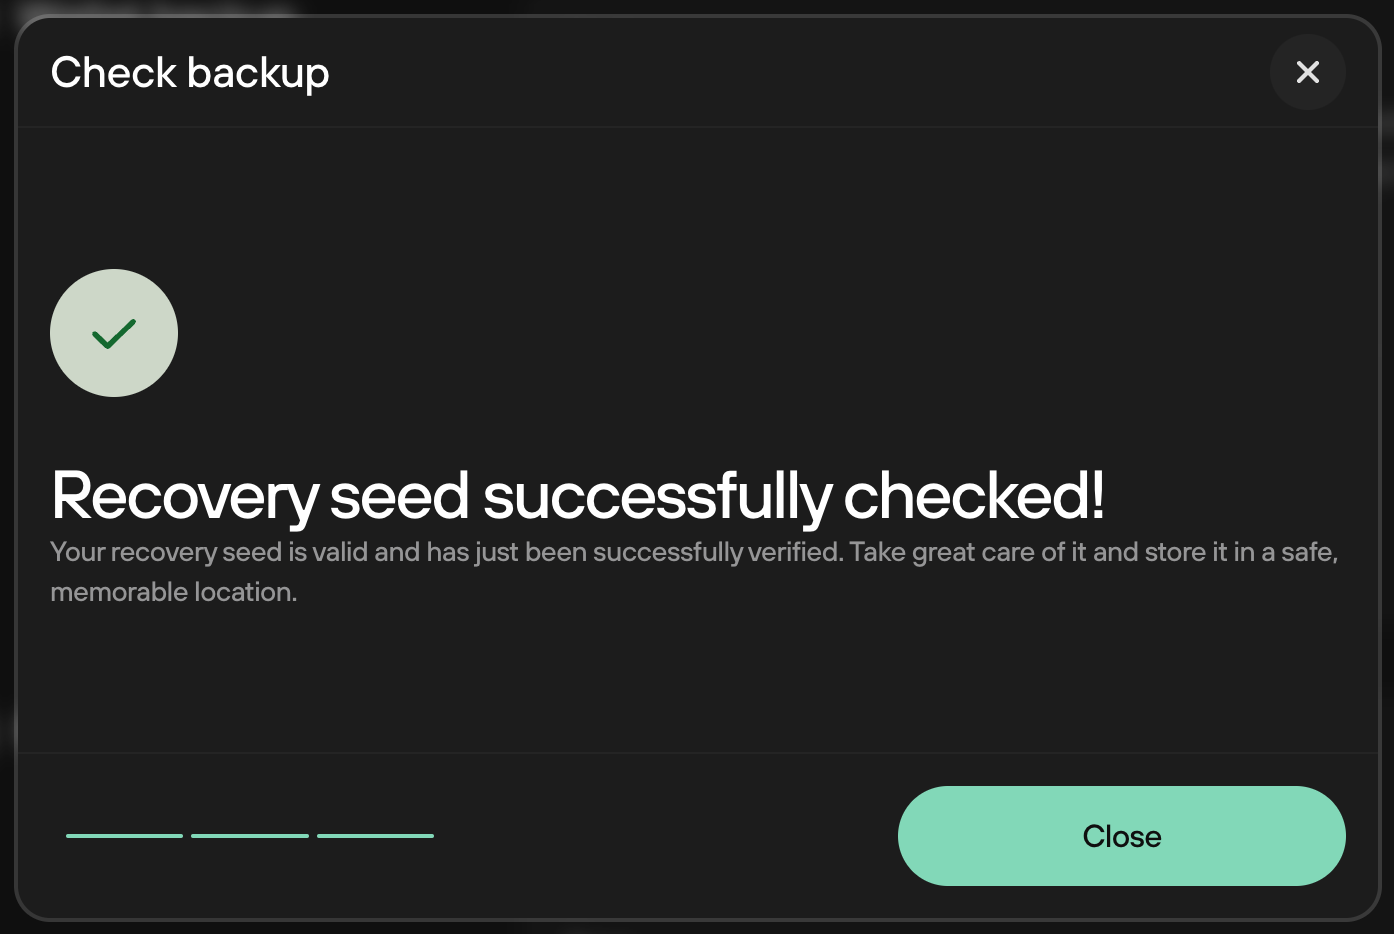 Check backup
Recovery seed successfully checked!
Your recovery seed is valid and has just been successfully verified. Take great care of it and store it in a safe,
memorable location.
Close